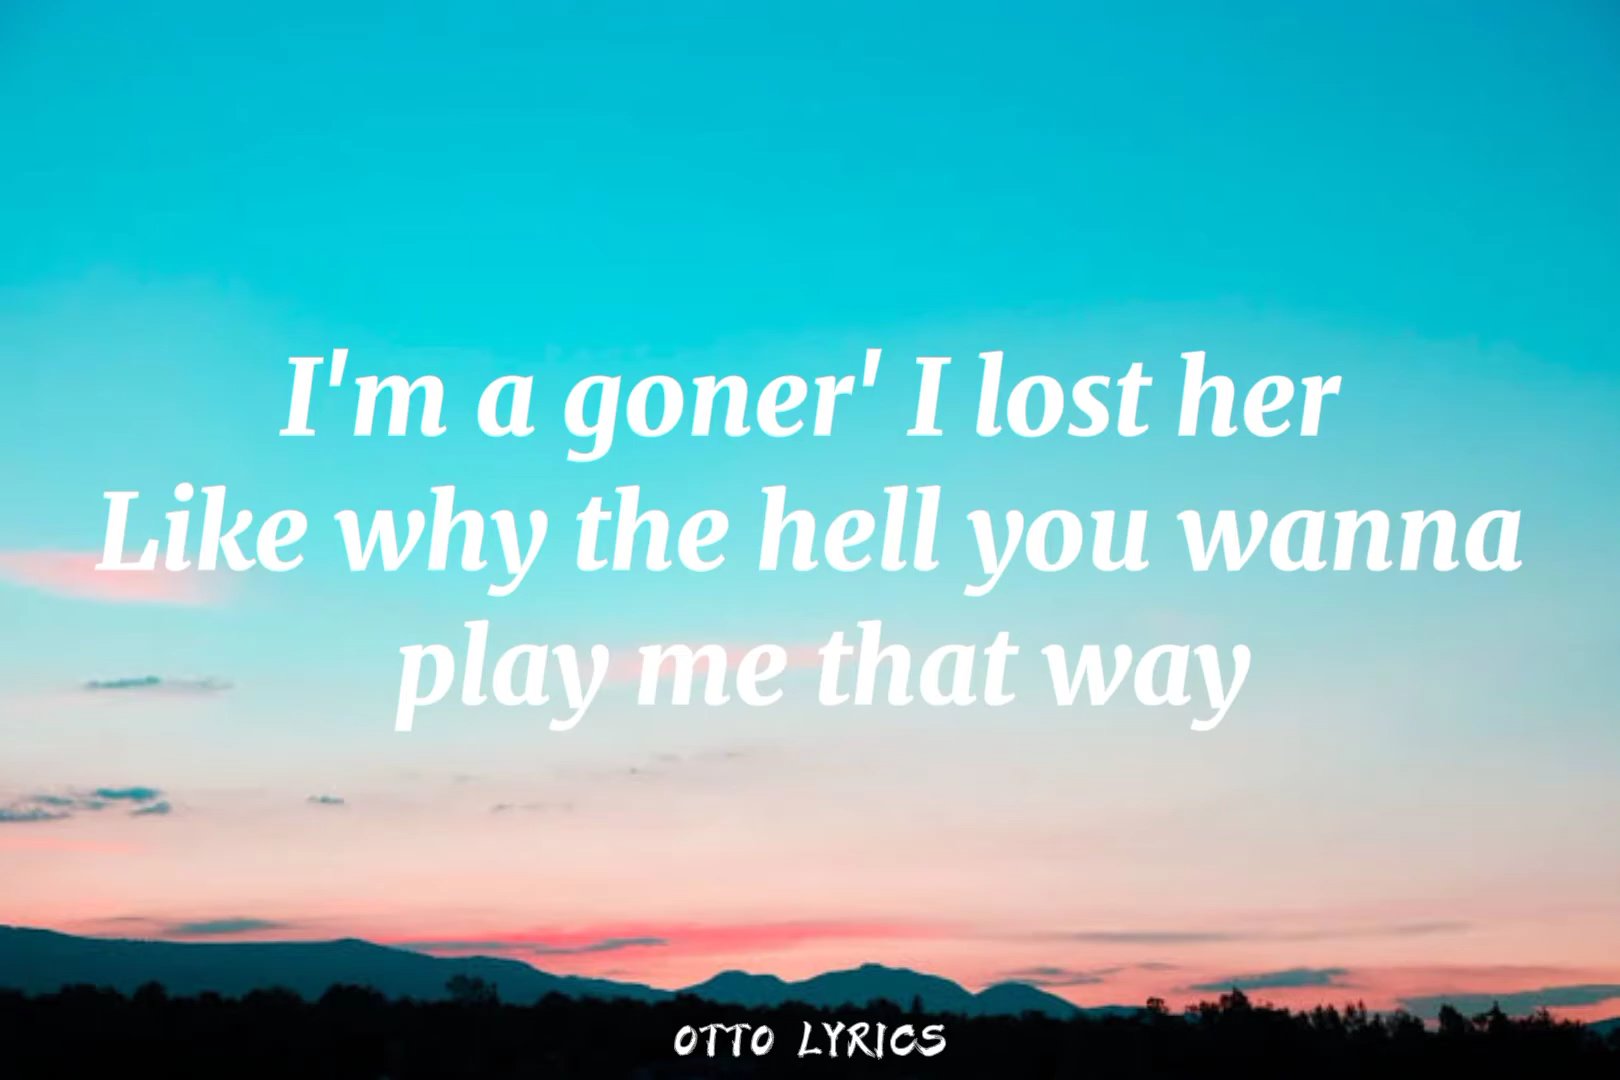 I'm a goner' I lost her
Like why the hell you wanna
play me that way
OTTO LYRICS